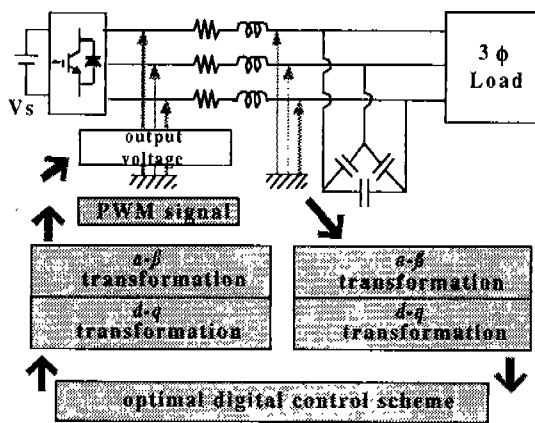 3 ϕ
Load
Vs
output
voltage
PWM signal
α-β
transformation
d-q
transformation
α-β
transformation
d-q
transformation
optimal digital control scheme